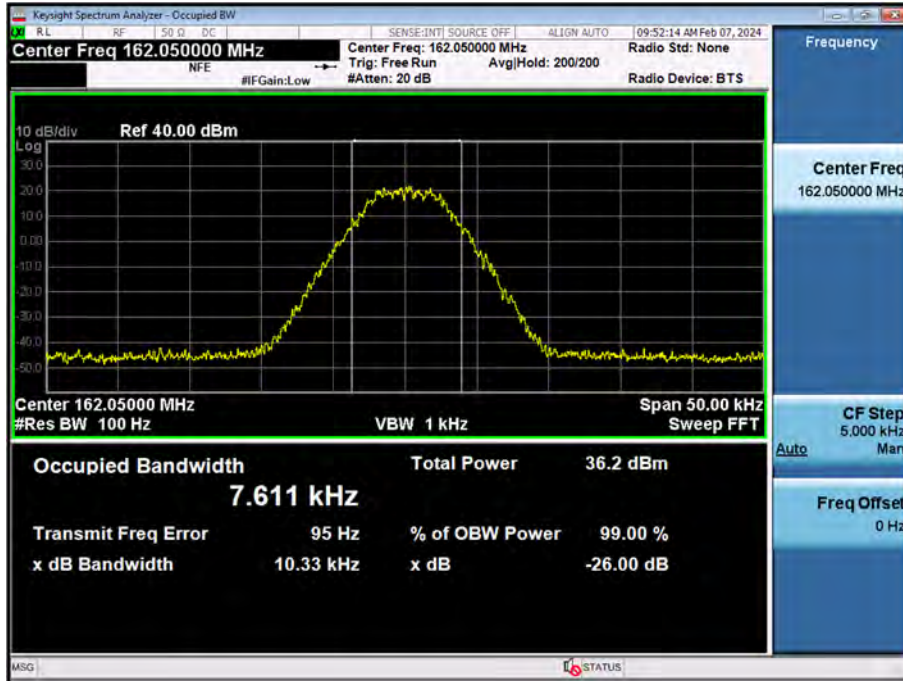 Keysight Spectrum Analyzer - Occupied BW
RL RF 50 Ω DC SENSE:INT SOURCE OFF ALIGN AUTO 09:52:14 AM Feb 07, 2024
Center Freq 162.050000 MHz
Center Freq: 162.050000 MHz
Radio Std: None
NFE
Trig: Free Run
Avg|Hold: 200/200
#IFGain:Low
#Atten: 20 dB
Radio Device: BTS
10 dB/div Ref 40.00 dBm
Log
30.0
20.0
10.0
0.00
-10.0
-20.0
-30.0
-40.0
-50.0
Center 162.05000 MHz Span 50.00 kHz
#Res BW 100 Hz VBW 1 kHz Sweep FFT
Occupied Bandwidth Total Power 36.2 dBm
7.611 kHz
Transmit Freq Error 95 Hz % of OBW Power 99.00 %
x dB Bandwidth 10.33 kHz x dB -26.00 dB
MSG STATUS
Frequency
Center Freq
162.050000 MHz
CF Step
5.000 kHz
Auto Man
Freq Offset
0 Hz